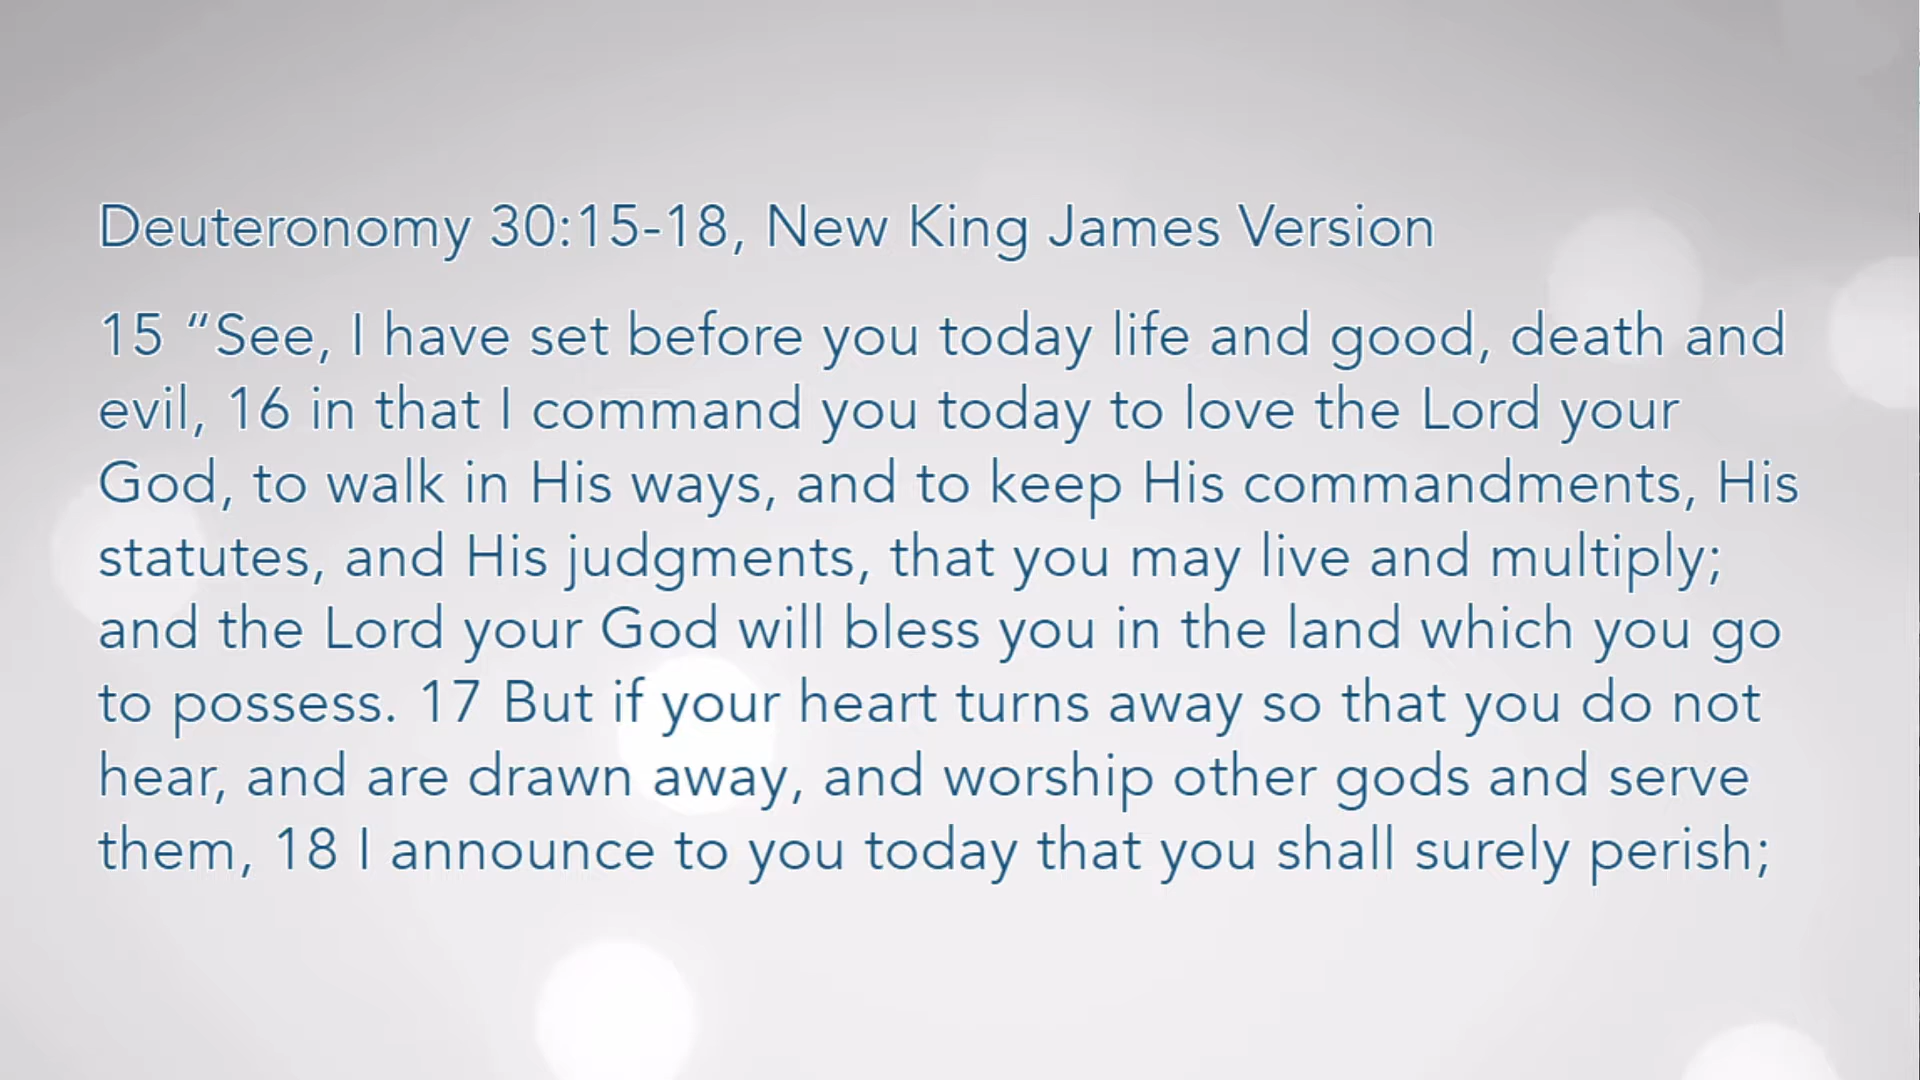 Deuteronomy 30:15-18, New King James Version
15 “See, I have set before you today life and good, death and
evil, 16 in that I command you today to love the Lord your
God, to walk in His ways, and to keep His commandments, His
statutes, and His judgments, that you may live and multiply;
and the Lord your God will bless you in the land which you go
to possess. 17 But if your heart turns away so that you do not
hear, and are drawn away, and worship other gods and serve
them, 18 I announce to you today that you shall surely perish;